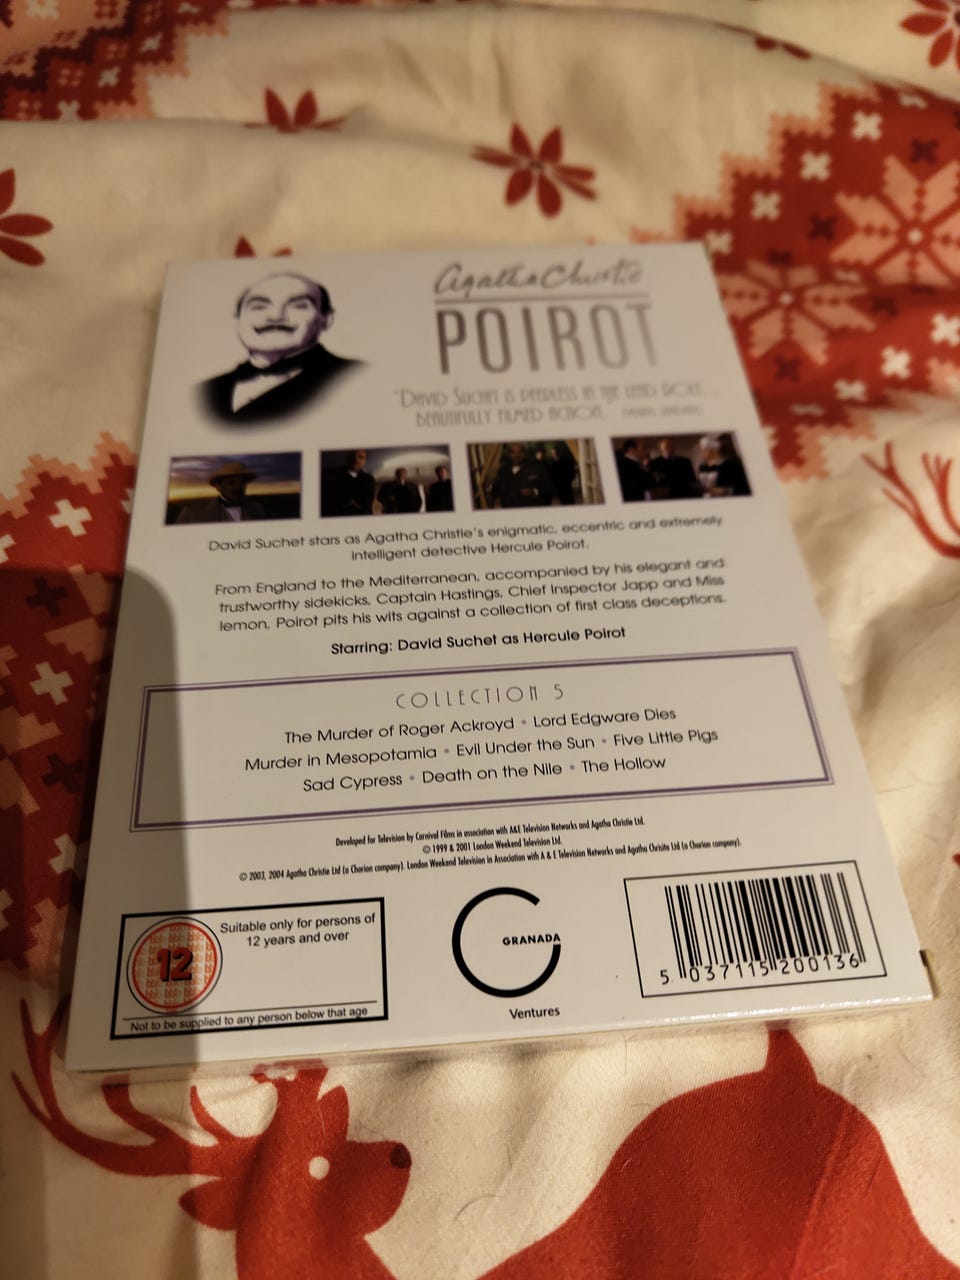 Agatha Christie
POIROT
"DAVID SUCHET IS PEERLESS IN THE LEAD ROLE...
BEAUTIFULLY FILMED ACTION."
David Suchet stars as Agatha Christie's enigmatic, eccentric and extremely
intelligent detective Hercule Poirot.
From England to the Mediterranean, accompanied by his elegant and
trustworthy sidekicks, Captain Hastings, Chief Inspector Japp and Miss
lemon, Poirot pits his wits against a collection of first class deceptions.
Starring: David Suchet as Hercule Poirot
COLLECTION 5
The Murder of Roger Ackroyd • Lord Edgware Dies
Murder in Mesopotamia • Evil Under the Sun • Five Little Pigs
Sad Cypress • Death on the Nile • The Hollow
Developed for Television by Carnival Films in association with A&E Television Networks and Agatha Christie Ltd.
© 1999 & 2001 London Weekend Television Ltd.
© 2003, 2004 Agatha Christie Ltd (a Chorion company). London Weekend Television in Association with A & E Television Networks and Agatha Chrisite Ltd (a Chorion company).
Suitable only for persons of
12 years and over
12
Not to be supplied to any person below that age
GRANADA
Ventures
5 037115 200136